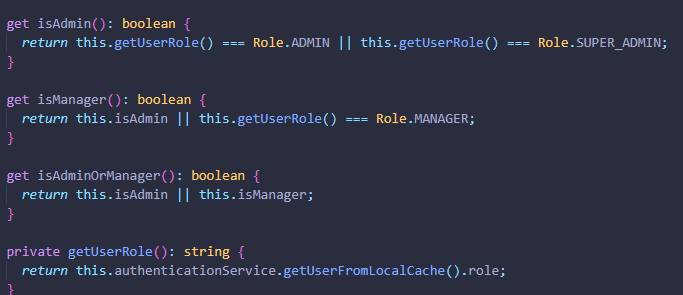 get isAdmin(): boolean {
  return this.getUserRole() === Role.ADMIN || this.getUserRole() === Role.SUPER_ADMIN;
}

get isManager(): boolean {
  return this.isAdmin || this.getUserRole() === Role.MANAGER;
}

get isAdminOrManager(): boolean {
  return this.isAdmin || this.isManager;
}

private getUserRole(): string {
  return this.authenticationService.getUserFromLocalCache().role;
}